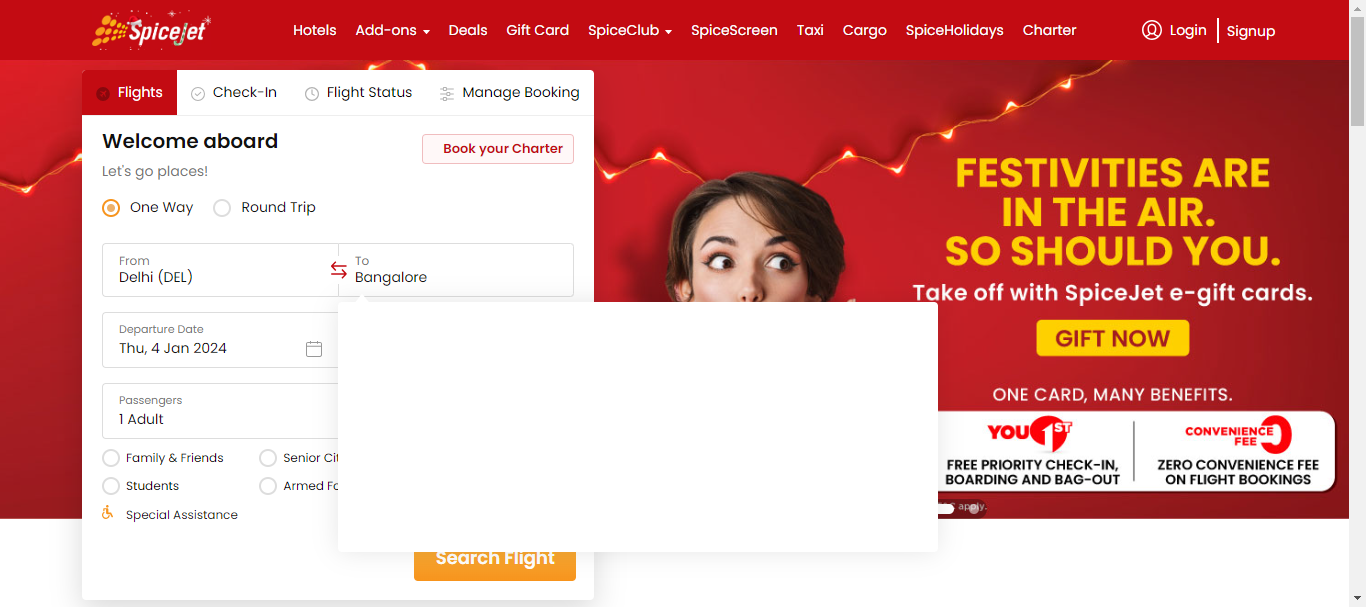 SpiceJet
Hotels Add-ons Deals Gift Card SpiceClub SpiceScreen Taxi Cargo SpiceHolidays Charter Login Signup
Flights Check-In Flight Status Manage Booking
Welcome aboard
Book your Charter
Let's go places!
One Way Round Trip
From
Delhi (DEL)
To
Bangalore
Departure Date
Thu, 4 Jan 2024
Passengers
1 Adult
Family & Friends Senior Cit
Students Armed Fo
Special Assistance
Search Flight
FESTIVITIES ARE
IN THE AIR.
SO SHOULD YOU.
Take off with SpiceJet e-gift cards.
GIFT NOW
ONE CARD, MANY BENEFITS.
YOU 1ST
FREE PRIORITY CHECK-IN,
BOARDING AND BAG-OUT
CONVENIENCE
FEE 0
ZERO CONVENIENCE FEE
ON FLIGHT BOOKINGS
apply.